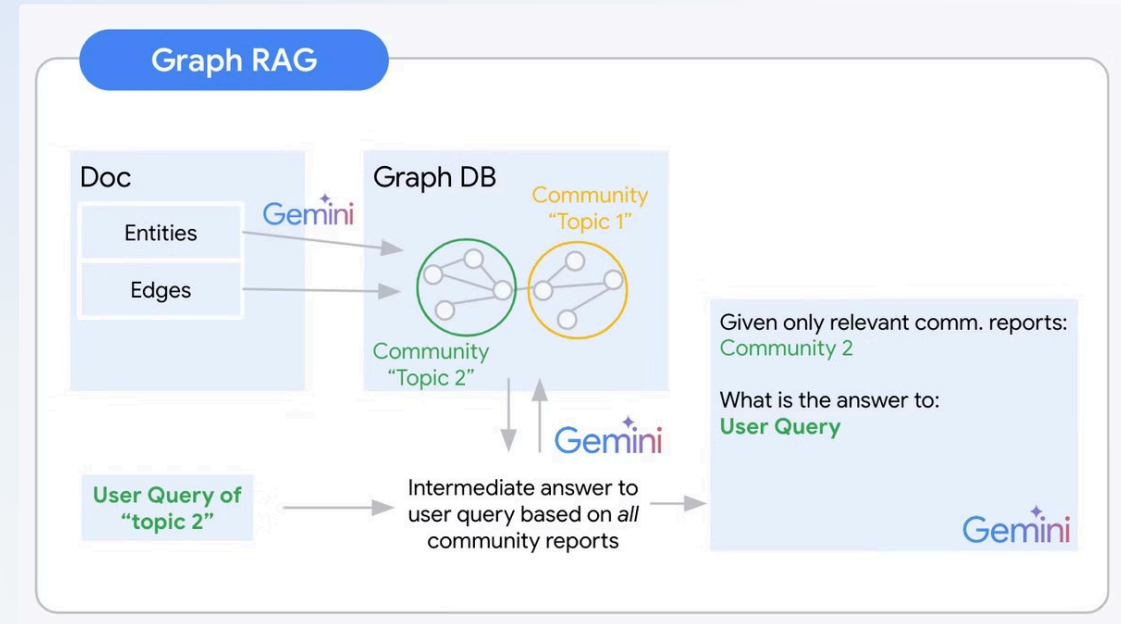 Graph RAG
Doc
Entities
Edges
Gemini
Graph DB
Community
“Topic 1”
Community
“Topic 2”
Gemini
User Query of
“topic 2”
Intermediate answer to
user query based on all
community reports
Given only relevant comm. reports:
Community 2
What is the answer to:
User Query
Gemini